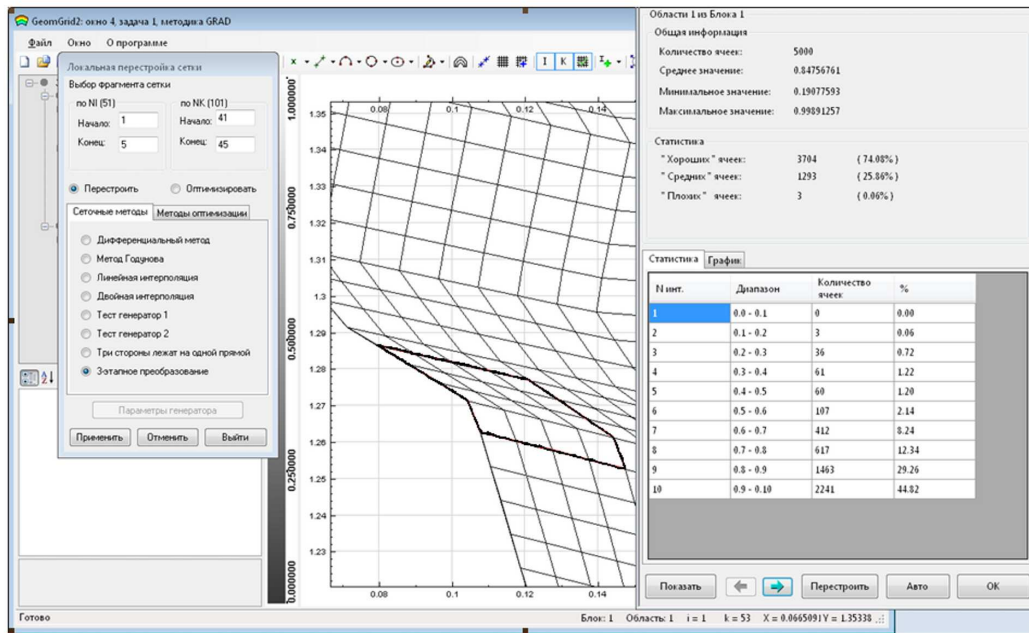 GeomGrid2: окно 4, задача 1, методика GRAD
Файл Окно О программе
Локальная перестройка сетки
Выбор фрагмента сетки
по NI (51) по NK (101)
Начало: 1 Начало: 41
Конец: 5 Конец: 45
Перестроить Оптимизировать
Сеточные методы Методы оптимизации
Дифференциальный метод
Метод Годунова
Линейная интерполяция
Двойная интерполяция
Тест генератор 1
Тест генератор 2
Три стороны лежат на одной прямой
3-этапное преобразование
Параметры генератора
Применить Отменить Выйти
I K
1.000000
0.750000
0.500000
0.250000
0.000000
0.08 0.1 0.12 0.14
1.35
1.34
1.33
1.32
1.31
1.3
1.29
1.28
1.27
1.26
1.25
1.24
1.23
0.08 0.1 0.12 0.14
Области 1 из Блока 1
Общая информация
Количество ячеек: 5000
Среднее значение: 0.84756761
Минимальное значение: 0.19077593
Максимальное значение: 0.99891257
Статистика
"Хороших" ячеек: 3704 (74.08%)
"Средних" ячеек: 1293 (25.86%)
"Плохих" ячеек: 3 (0.06%)
Статистика График
N инт. Диапазон Количество ячеек %
1 0.0 - 0.1 0 0.00
2 0.1 - 0.2 3 0.06
3 0.2 - 0.3 36 0.72
4 0.3 - 0.4 61 1.22
5 0.4 - 0.5 60 1.20
6 0.5 - 0.6 107 2.14
7 0.6 - 0.7 412 8.24
8 0.7 - 0.8 617 12.34
9 0.8 - 0.9 1463 29.26
10 0.9 - 0.10 2241 44.82
Показать Перестроить Авто OK
Готово Блок: 1 Область: 1 i = 1 k = 53 X = 0.0665091 Y = 1.35338